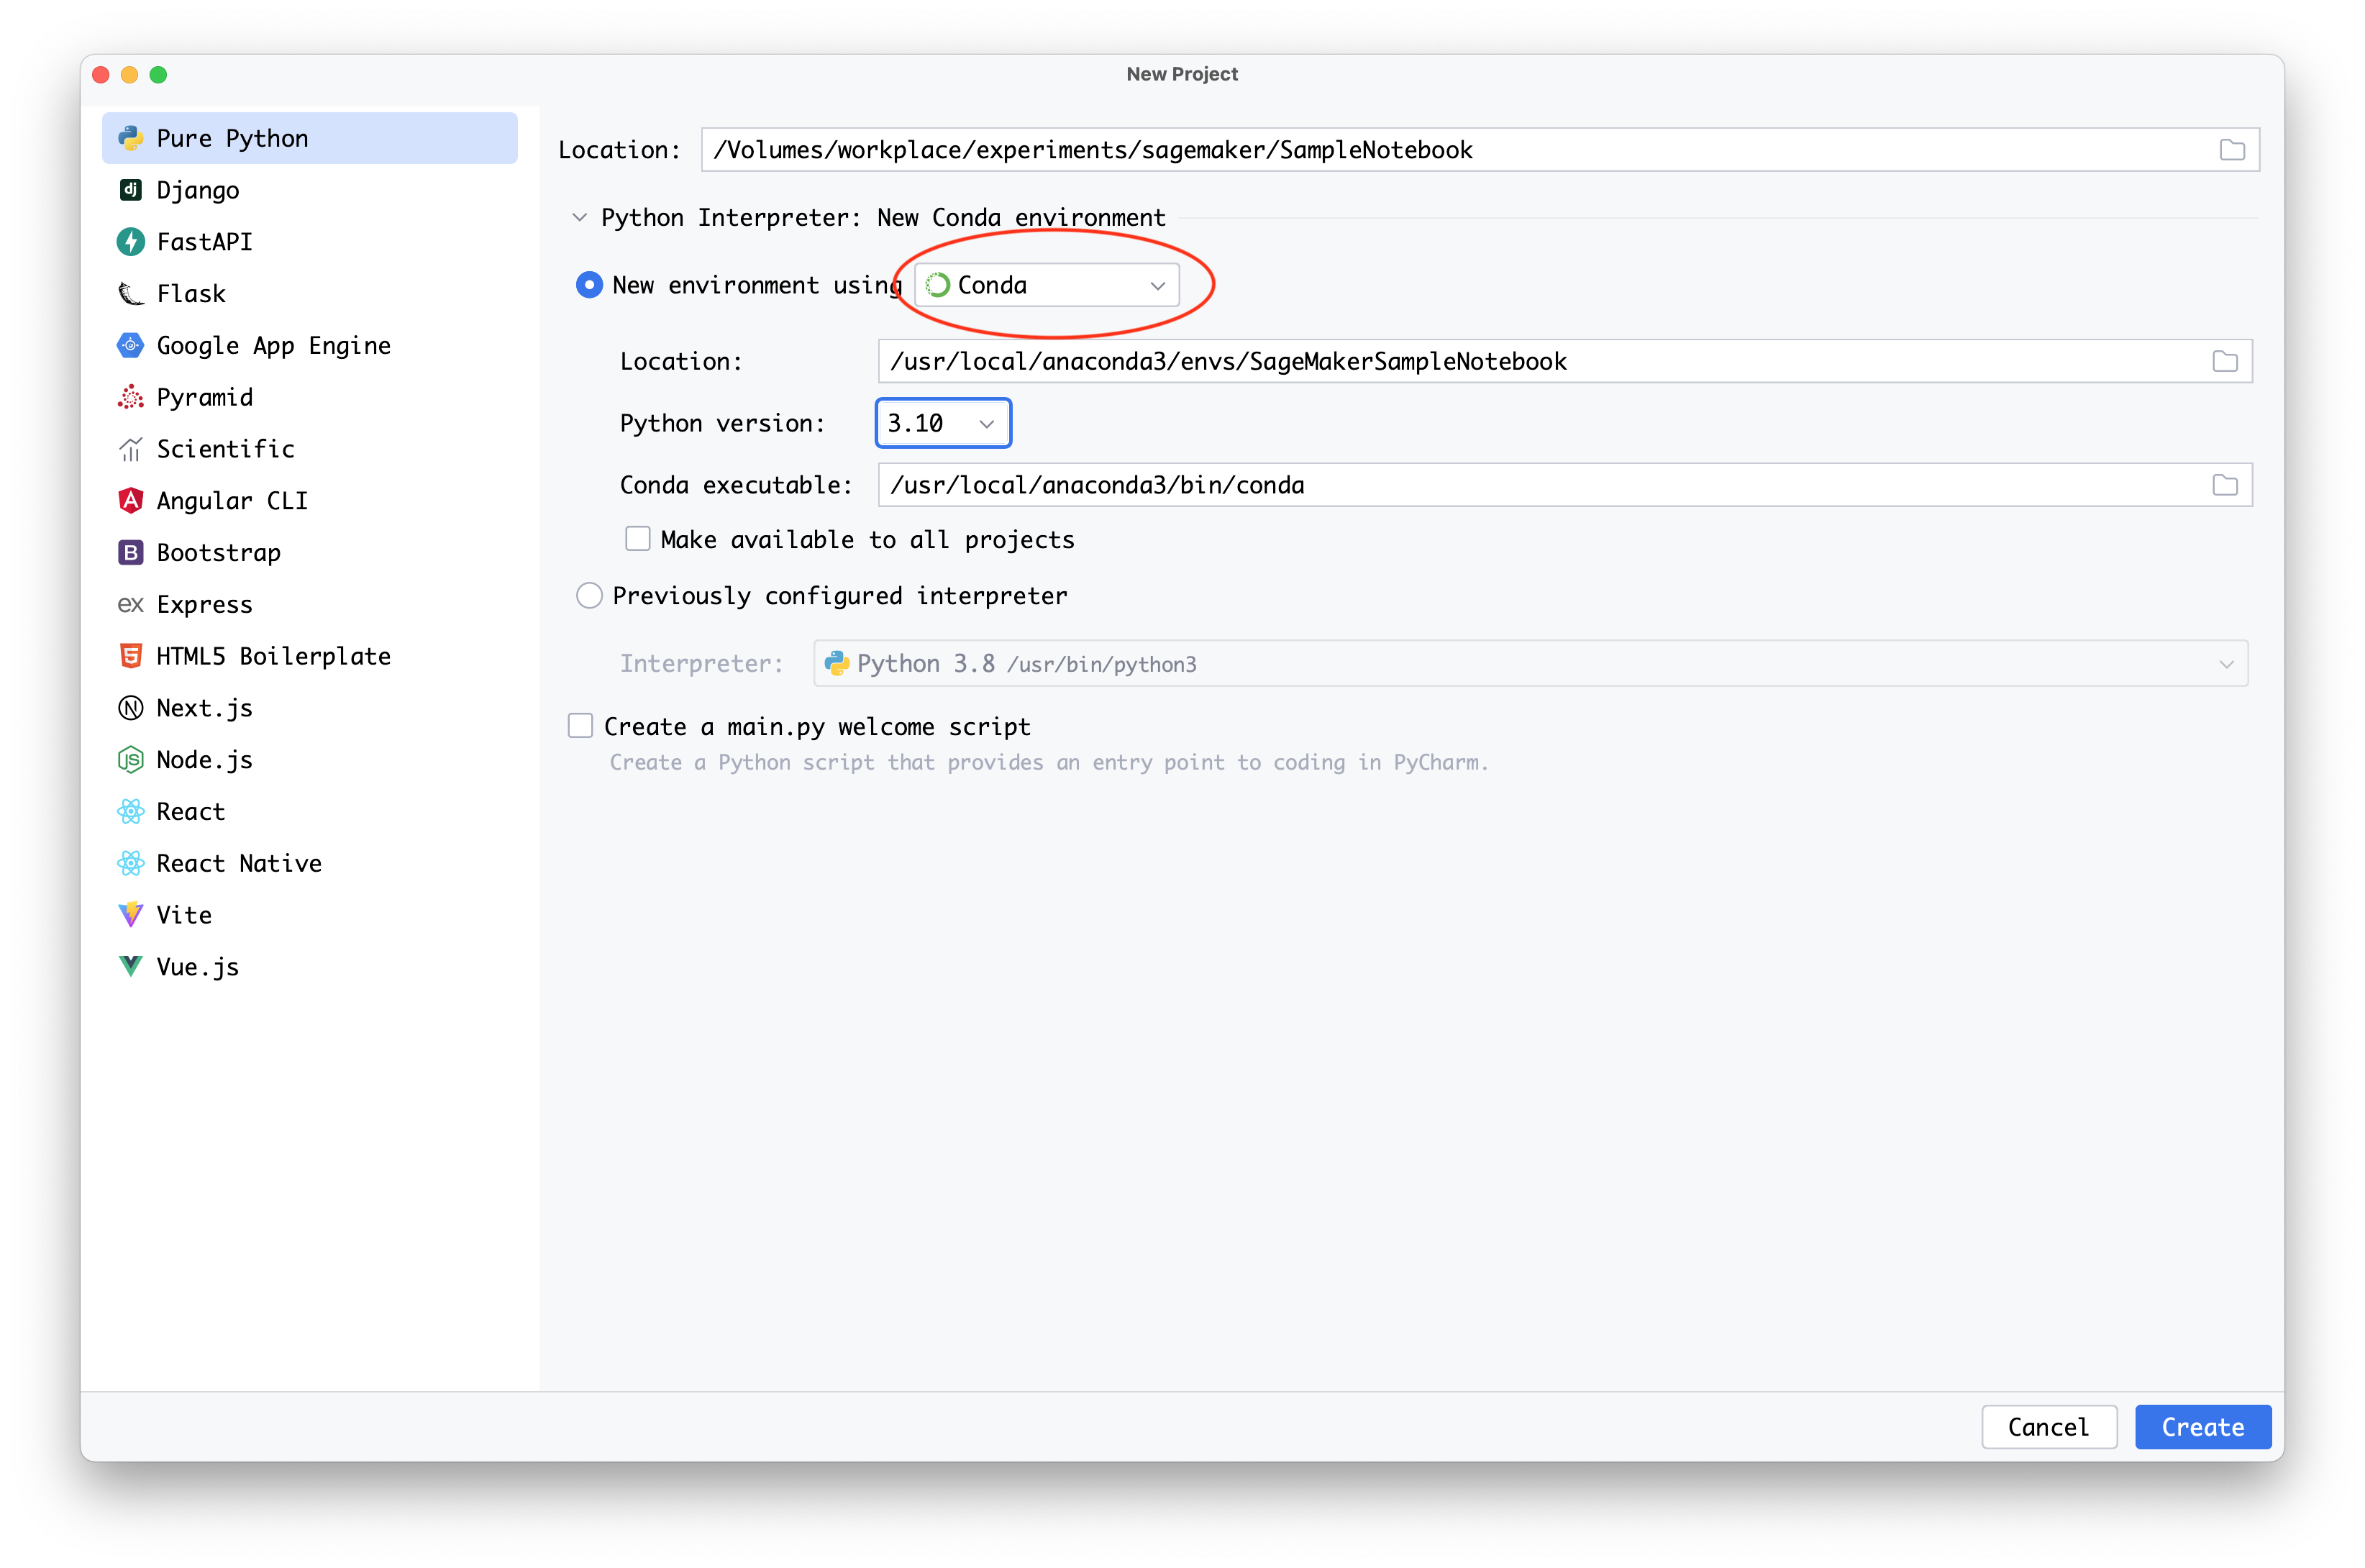 New Project
Pure Python
Django
FastAPI
Flask
Google App Engine
Pyramid
Scientific
Angular CLI
Bootstrap
Express
HTML5 Boilerplate
Next.js
Node.js
React
React Native
Vite
Vue.js
Location: /Volumes/workplace/experiments/sagemaker/SampleNotebook
Python Interpreter: New Conda environment
New environment using Conda
Location: /usr/local/anaconda3/envs/SageMakerSampleNotebook
Python version: 3.10
Conda executable: /usr/local/anaconda3/bin/conda
Make available to all projects
Previously configured interpreter
Interpreter: Python 3.8 /usr/bin/python3
Create a main.py welcome script
Create a Python script that provides an entry point to coding in PyCharm.
Cancel Create